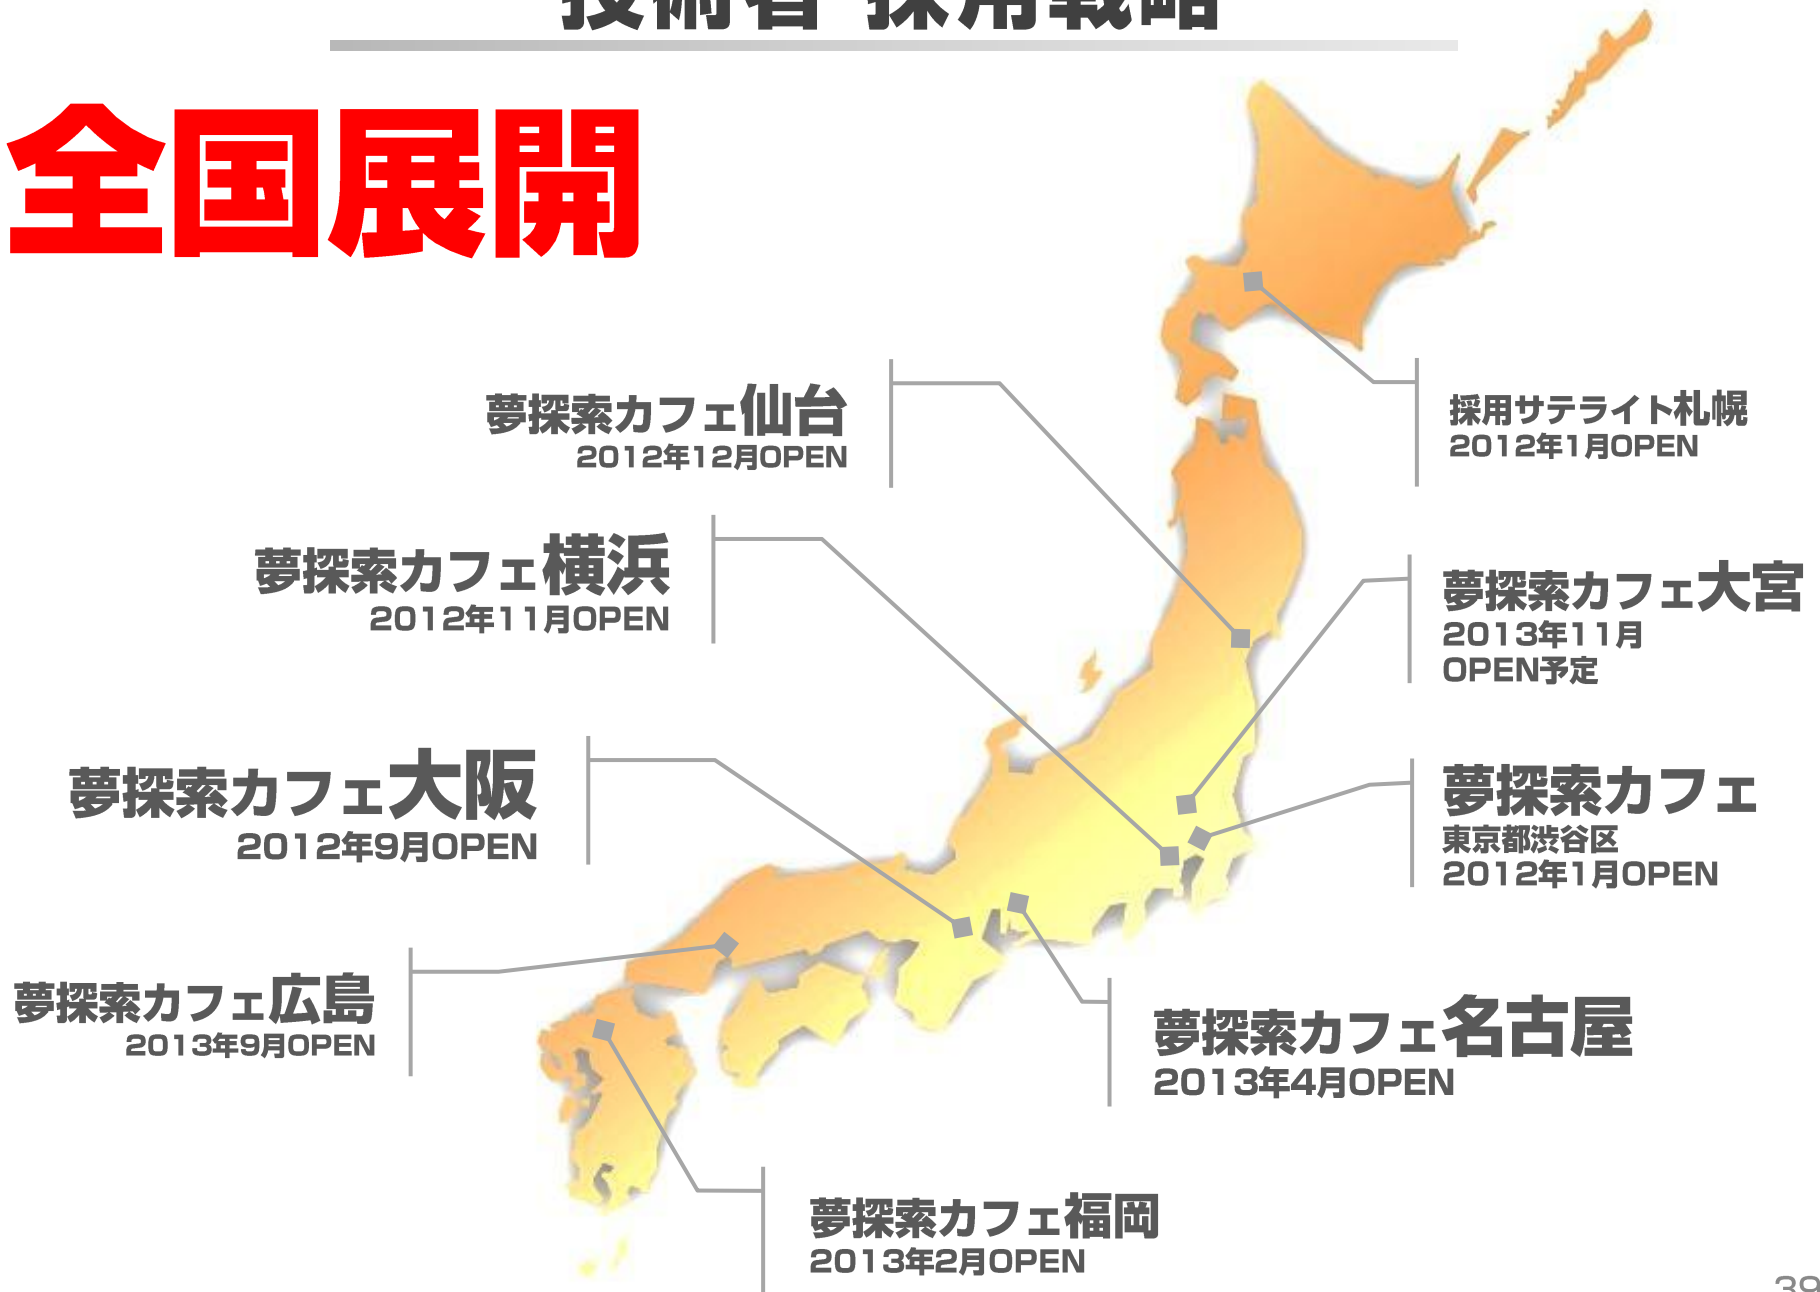 技術者 採用戦略
全国展開
夢探索カフェ仙台
2012年12月OPEN
採用サテライト札幌
2012年1月OPEN
夢探索カフェ横浜
2012年11月OPEN
夢探索カフェ大宮
2013年11月
OPEN予定
夢探索カフェ大阪
2012年9月OPEN
夢探索カフェ
東京都渋谷区
2012年1月OPEN
夢探索カフェ広島
2013年9月OPEN
夢探索カフェ名古屋
2013年4月OPEN
夢探索カフェ福岡
2013年2月OPEN
39